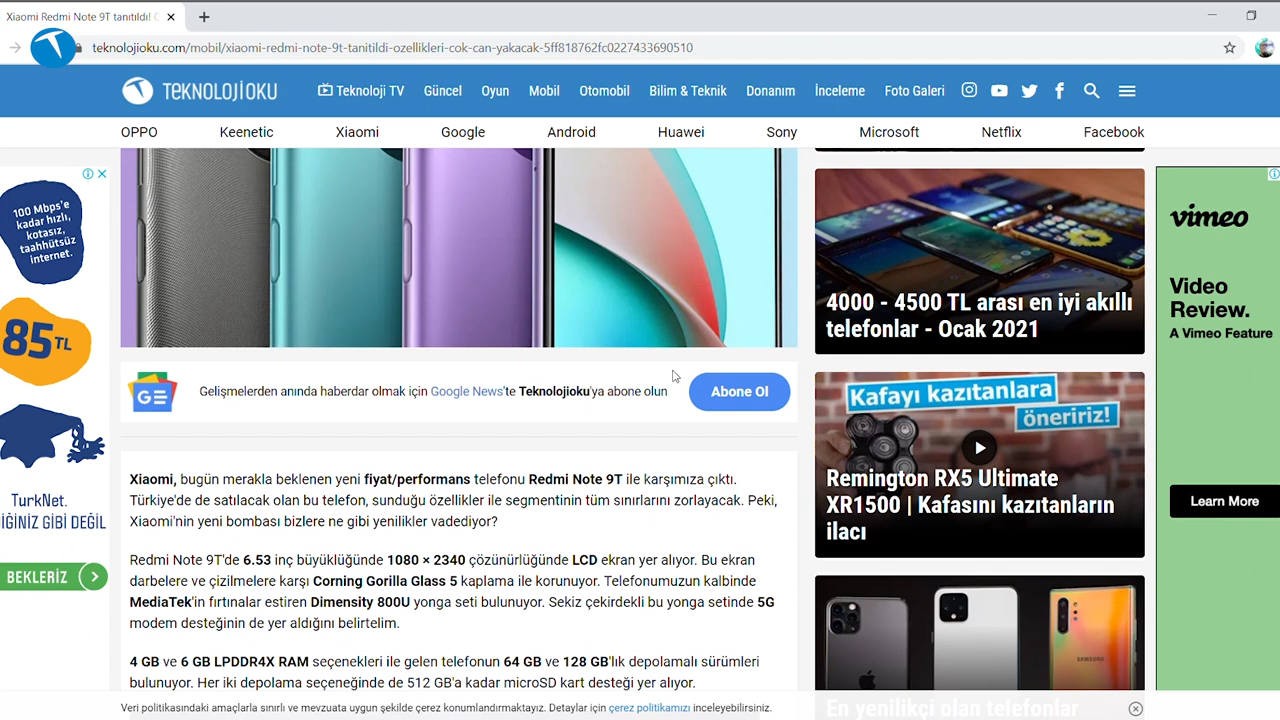 Xiaomi Redmi Note 9T tanıtıldı!
teknolojioku.com/mobil/xiaomi-redmi-note-9t-tanitildi-ozellikleri-cok-can-yakacak-5ff818762fc0227433690510
TEKNOLOJİOKU
Teknoloji TV Güncel Oyun Mobil Otomobil Bilim & Teknik Donanım İnceleme Foto Galeri
OPPO Keenetic Xiaomi Google Android Huawei Sony Microsoft Netflix Facebook
100 Mbps'e
kadar hızlı,
kotasız,
taahhütsüz
internet.
85 TL
TurkNet.
İĞİNİZ GİBİ DEĞİL
BEKLERİZ
GE
Gelişmelerden anında haberdar olmak için Google News'te Teknolojioku'ya abone olun
Abone Ol
Xiaomi, bugün merakla beklenen yeni fiyat/performans telefonu Redmi Note 9T ile karşımıza çıktı.
Türkiye'de de satılacak olan bu telefon, sunduğu özellikler ile segmentinin tüm sınırlarını zorlayacak. Peki,
Xiaomi'nin yeni bombası bizlere ne gibi yenilikler vadediyor?
Redmi Note 9T'de 6.53 inç büyüklüğünde 1080 × 2340 çözünürlüğünde LCD ekran yer alıyor. Bu ekran
darbelere ve çizilmelere karşı Corning Gorilla Glass 5 kaplama ile korunuyor. Telefonumuzun kalbinde
MediaTek'in fırtınalar estiren Dimensity 800U yonga seti bulunuyor. Sekiz çekirdekli bu yonga setinde 5G
modem desteğinin de yer aldığını belirtelim.
4 GB ve 6 GB LPDDR4X RAM seçenekleri ile gelen telefonun 64 GB ve 128 GB'lık depolamalı sürümleri
bulunuyor. Her iki depolama seçeneğinde de 512 GB'a kadar microSD kart desteği yer alıyor.
4000 - 4500 TL arası en iyi akıllı
telefonlar - Ocak 2021
Kafayı kazıtanlara
öneririz!
Remington RX5 Ultimate
XR1500 | Kafasını kazıtanların
ilacı
SAMSUNG
En yenilikçi olan telefonlar
vimeo
Video
Review.
A Vimeo Feature
Learn More
Veri politikasındaki amaçlarla sınırlı ve mevzuata uygun şekilde çerez konumlandırmaktayız. Detaylar için çerez politikamızı inceleyebilirsiniz.